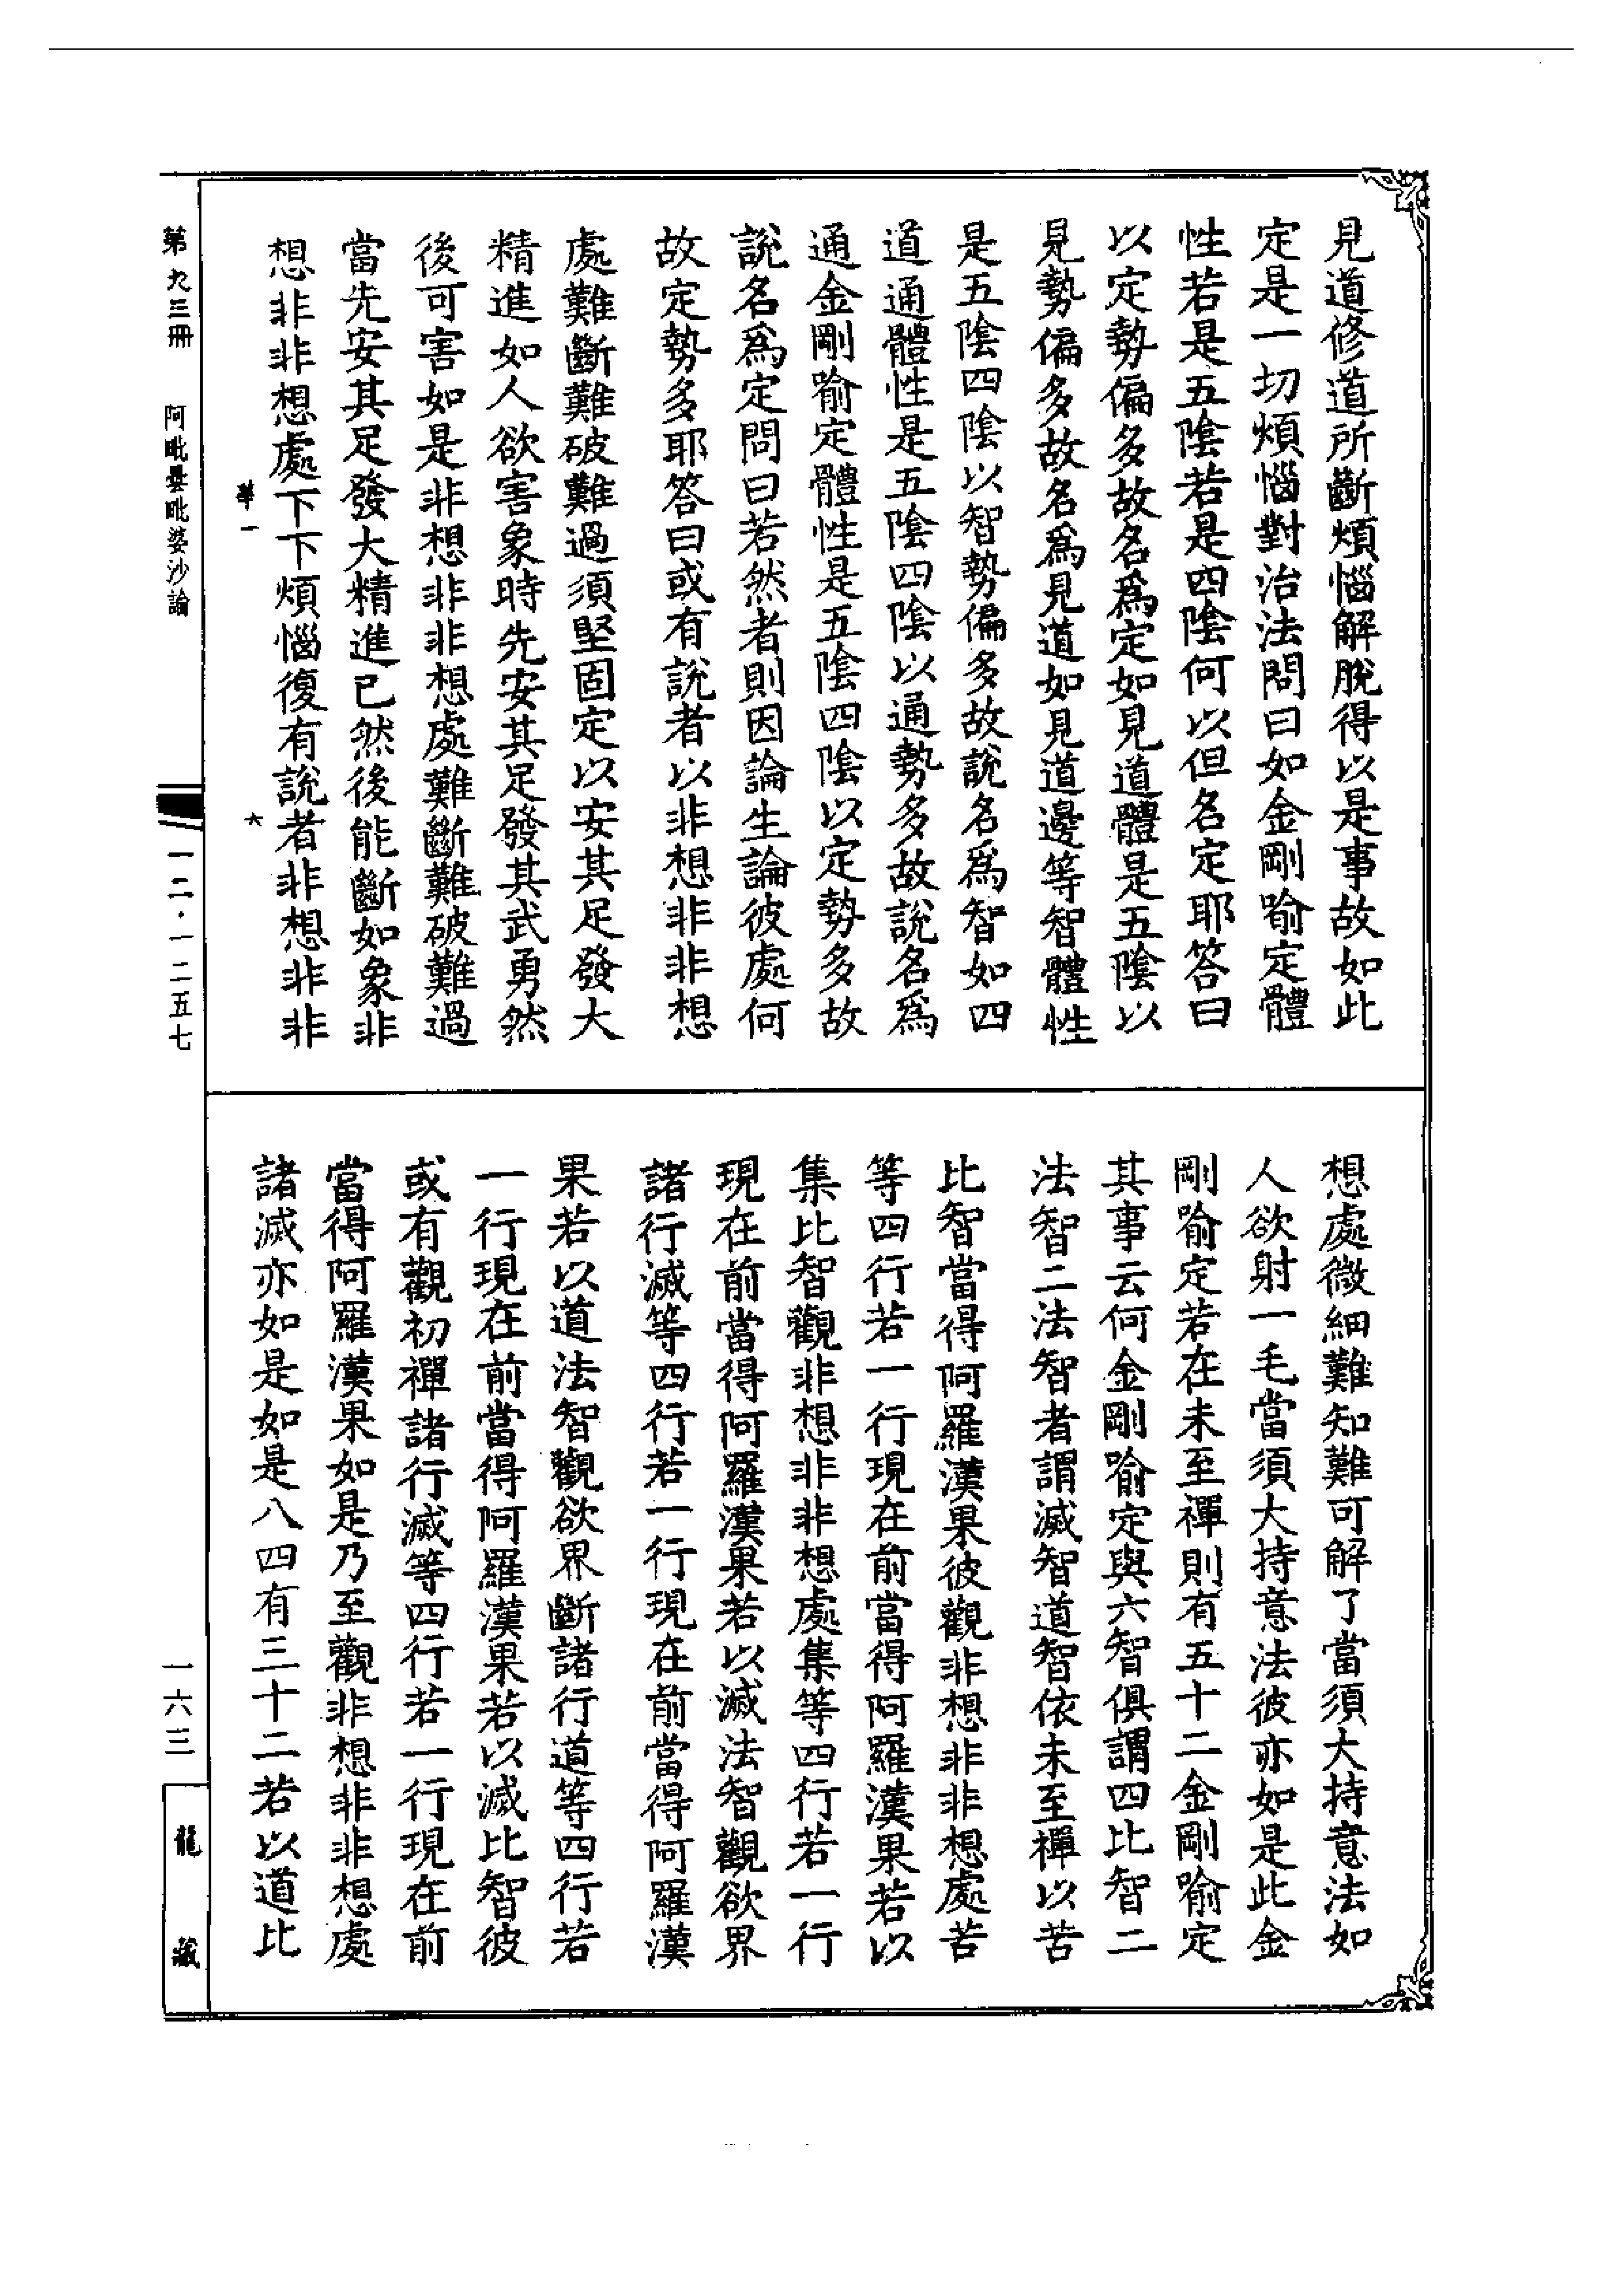 見道修道所斷煩惱解脫得以是事故如此
定是一切煩惱對治法問曰如金剛喻定體
性若是五陰若是四陰何以但名定耶答曰
以定勢偏多故名爲定如見道體是五陰以
見勢偏多故名爲見道如見道邊等智體性
是五陰四陰以智勢偏多故說名爲智如四
道通體性是五陰四陰以通勢多故說名爲
通金剛喻定體性是五陰四陰以定勢多故
說名爲定問曰若然者則因論生論彼處何
故定勢多耶答曰或有說者以非想非非想
處難斷難破難過須堅固定以安其足發大
精進如人欲害象時先安其足發其武勇然
後可害如是非想非非想處難斷難破難過
當先安其足發大精進已然後能斷如象非
想非非想處下下煩惱復有說者非想非非
華一 六
想處微細難知難可解了當須大持意法如
人欲射一毛當須大持意法彼亦如是此金
剛喻定若在未至禪則有五十二金剛喻定
其事云何金剛喻定與六智俱謂四比智二
法智二法智者謂滅智道智依未至禪以苦
比智當得阿羅漢果彼觀非想非非想處苦
等四行若一行現在前當得阿羅漢果若以
集比智觀非想非非想處集等四行若一行
現在前當得阿羅漢果若以滅法智觀欲界
諸行滅等四行若一行現在前當得阿羅漢
果若以道法智觀欲界斷諸行道等四行若
一行現在前當得阿羅漢果若以滅比智彼
或有觀初禪諸行滅等四行若一行現在前
當得阿羅漢果如是乃至觀非想非非想處
諸滅亦如是如是八四有三十二若以道比
第九三冊 阿毗曇毗婆沙論 一二·一二五七 一六三
龍藏